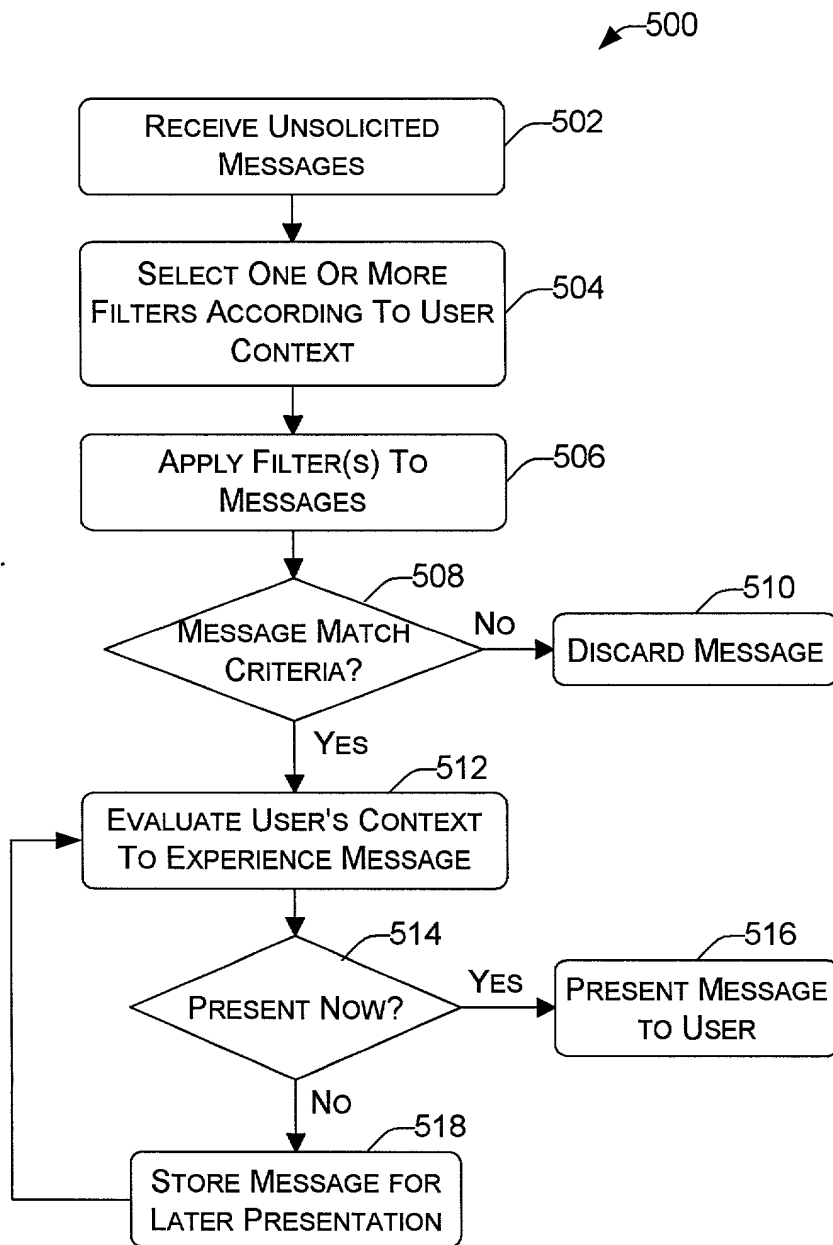 500
RECEIVE UNSOLICITED
MESSAGES
502
SELECT ONE OR MORE
FILTERS ACCORDING TO USER
CONTEXT
504
APPLY FILTER(S) TO
MESSAGES
506
508
MESSAGE MATCH
CRITERIA?
NO
510
DISCARD MESSAGE
YES
512
EVALUATE USER'S CONTEXT
TO EXPERIENCE MESSAGE
514
PRESENT NOW?
YES
516
PRESENT MESSAGE
TO USER
NO
518
STORE MESSAGE FOR
LATER PRESENTATION